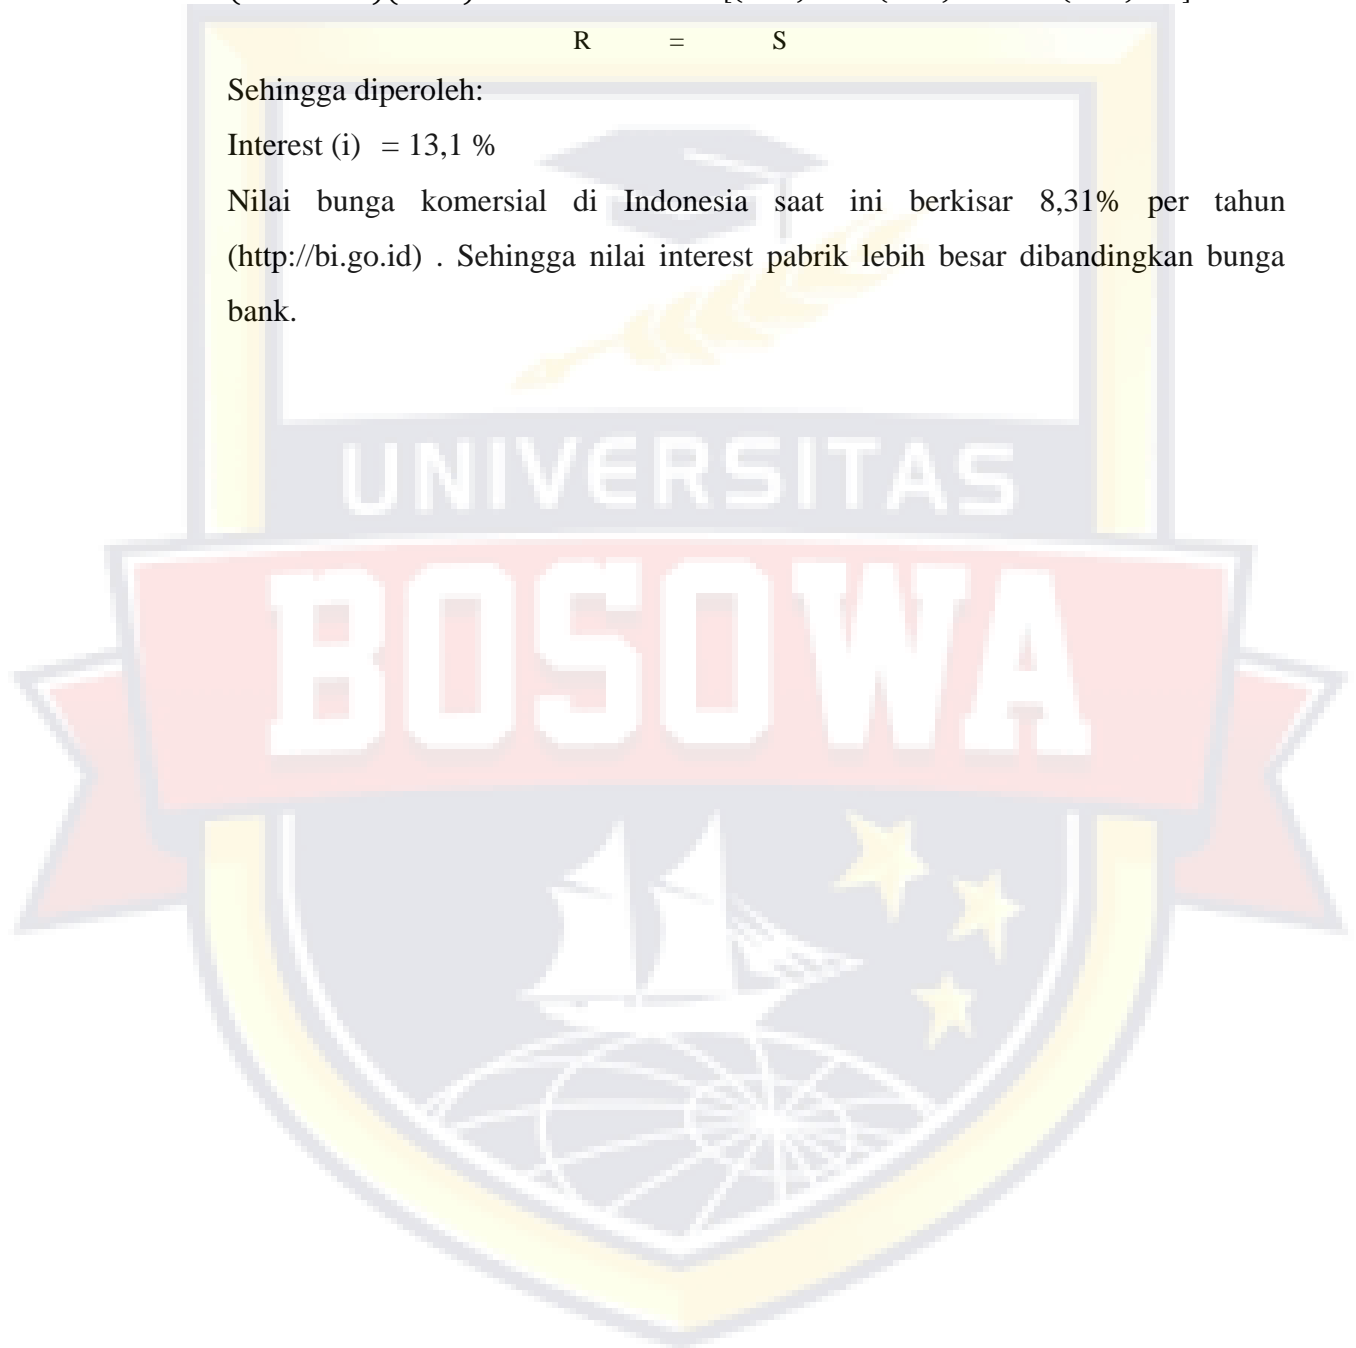 R = S
Sehingga diperoleh:
Interest (i) = 13,1 %
Nilai bunga komersial di Indonesia saat ini berkisar 8,31% per tahun
(http://bi.go.id) . Sehingga nilai interest pabrik lebih besar dibandingkan bunga
bank.
UNIVERSITAS
BOSOWA